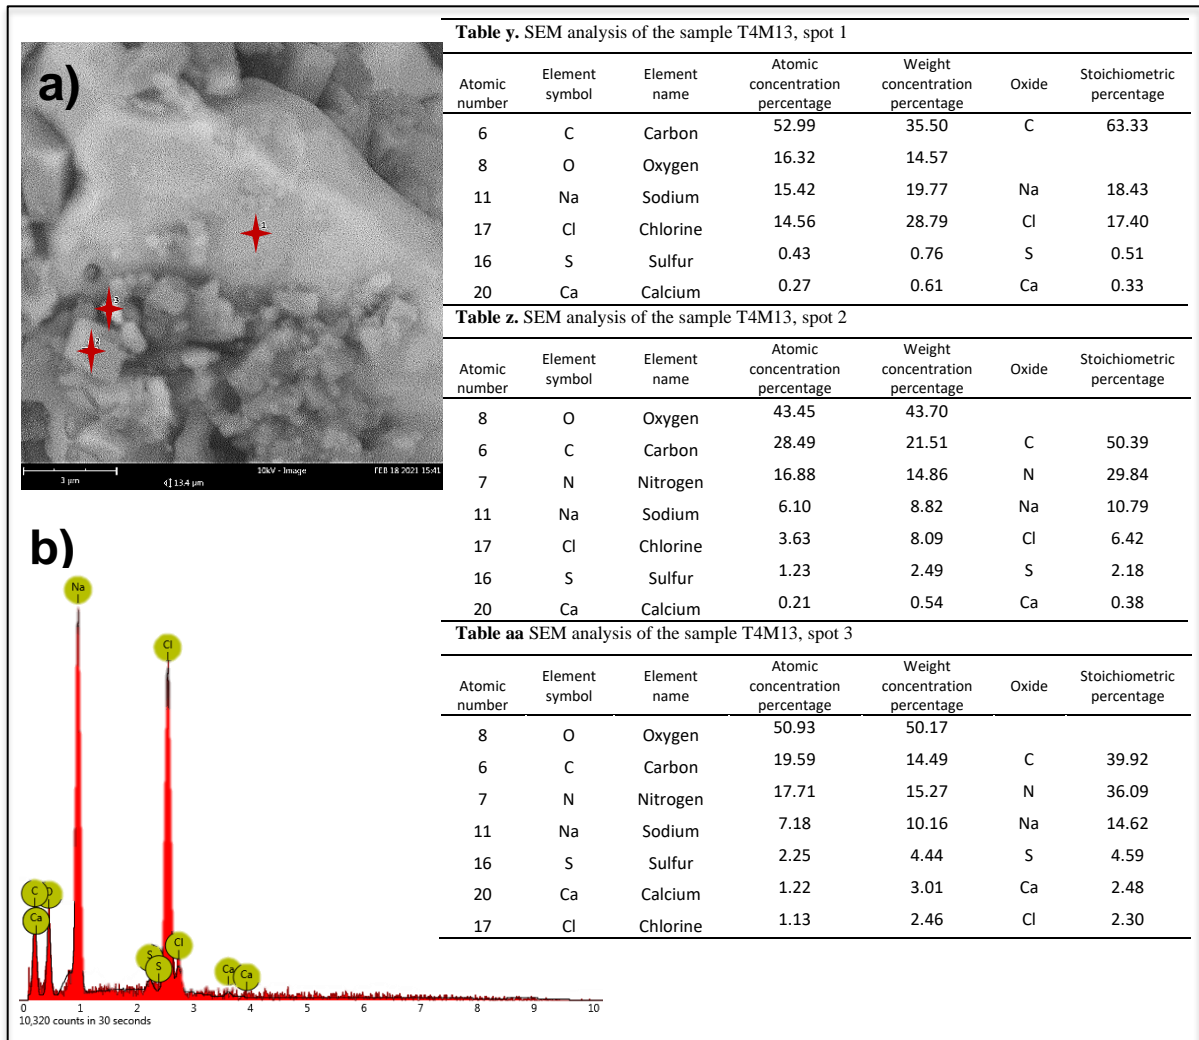 a)
1
3
2
3 µm
13.4 µm
10kV - Image
FEB 18 2021 15:41
b)
Na
Cl
C
O
Ca
S
S
Cl
Ca
Ca
0 1 2 3 4 5 6 7 8 9 10
10,320 counts in 30 seconds
Table y. SEM analysis of the sample T4M13, spot 1
Atomic number Element symbol Element name Atomic concentration percentage Weight concentration percentage Oxide Stoichiometric percentage
6 C Carbon 52.99 35.50 C 63.33
8 O Oxygen 16.32 14.57
11 Na Sodium 15.42 19.77 Na 18.43
17 Cl Chlorine 14.56 28.79 Cl 17.40
16 S Sulfur 0.43 0.76 S 0.51
20 Ca Calcium 0.27 0.61 Ca 0.33
Table z. SEM analysis of the sample T4M13, spot 2
Atomic number Element symbol Element name Atomic concentration percentage Weight concentration percentage Oxide Stoichiometric percentage
8 O Oxygen 43.45 43.70
6 C Carbon 28.49 21.51 C 50.39
7 N Nitrogen 16.88 14.86 N 29.84
11 Na Sodium 6.10 8.82 Na 10.79
17 Cl Chlorine 3.63 8.09 Cl 6.42
16 S Sulfur 1.23 2.49 S 2.18
20 Ca Calcium 0.21 0.54 Ca 0.38
Table aa SEM analysis of the sample T4M13, spot 3
Atomic number Element symbol Element name Atomic concentration percentage Weight concentration percentage Oxide Stoichiometric percentage
8 O Oxygen 50.93 50.17
6 C Carbon 19.59 14.49 C 39.92
7 N Nitrogen 17.71 15.27 N 36.09
11 Na Sodium 7.18 10.16 Na 14.62
16 S Sulfur 2.25 4.44 S 4.59
20 Ca Calcium 1.22 3.01 Ca 2.48
17 Cl Chlorine 1.13 2.46 Cl 2.30